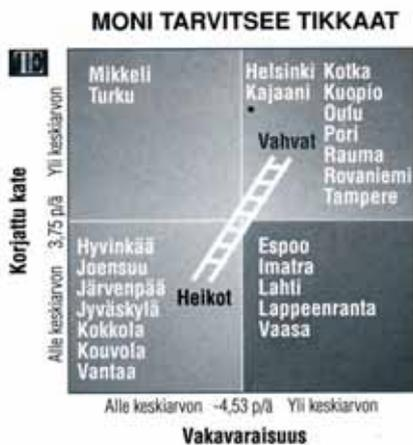 MONI TARVITSEE TIKKAAT
TE
Mikkeli
Turku
Helsinki Kotka
Kajaani Kuopio
Oulu
Pori
Rauma
Rovaniemi
Tampere
Vahvat
Hyvinkää
Joensuu
Järvenpää
Jyväskylä
Kokkola
Kouvola
Vantaa
Heikot
Espoo
Imatra
Lahti
Lappeenranta
Vaasa
Korjattu kate
Alle keskiarvon 3,75 p/ä Yli keskiarvon
Alle keskiarvon -4,53 p/ä Yli keskiarvon
Vakavaraisuus